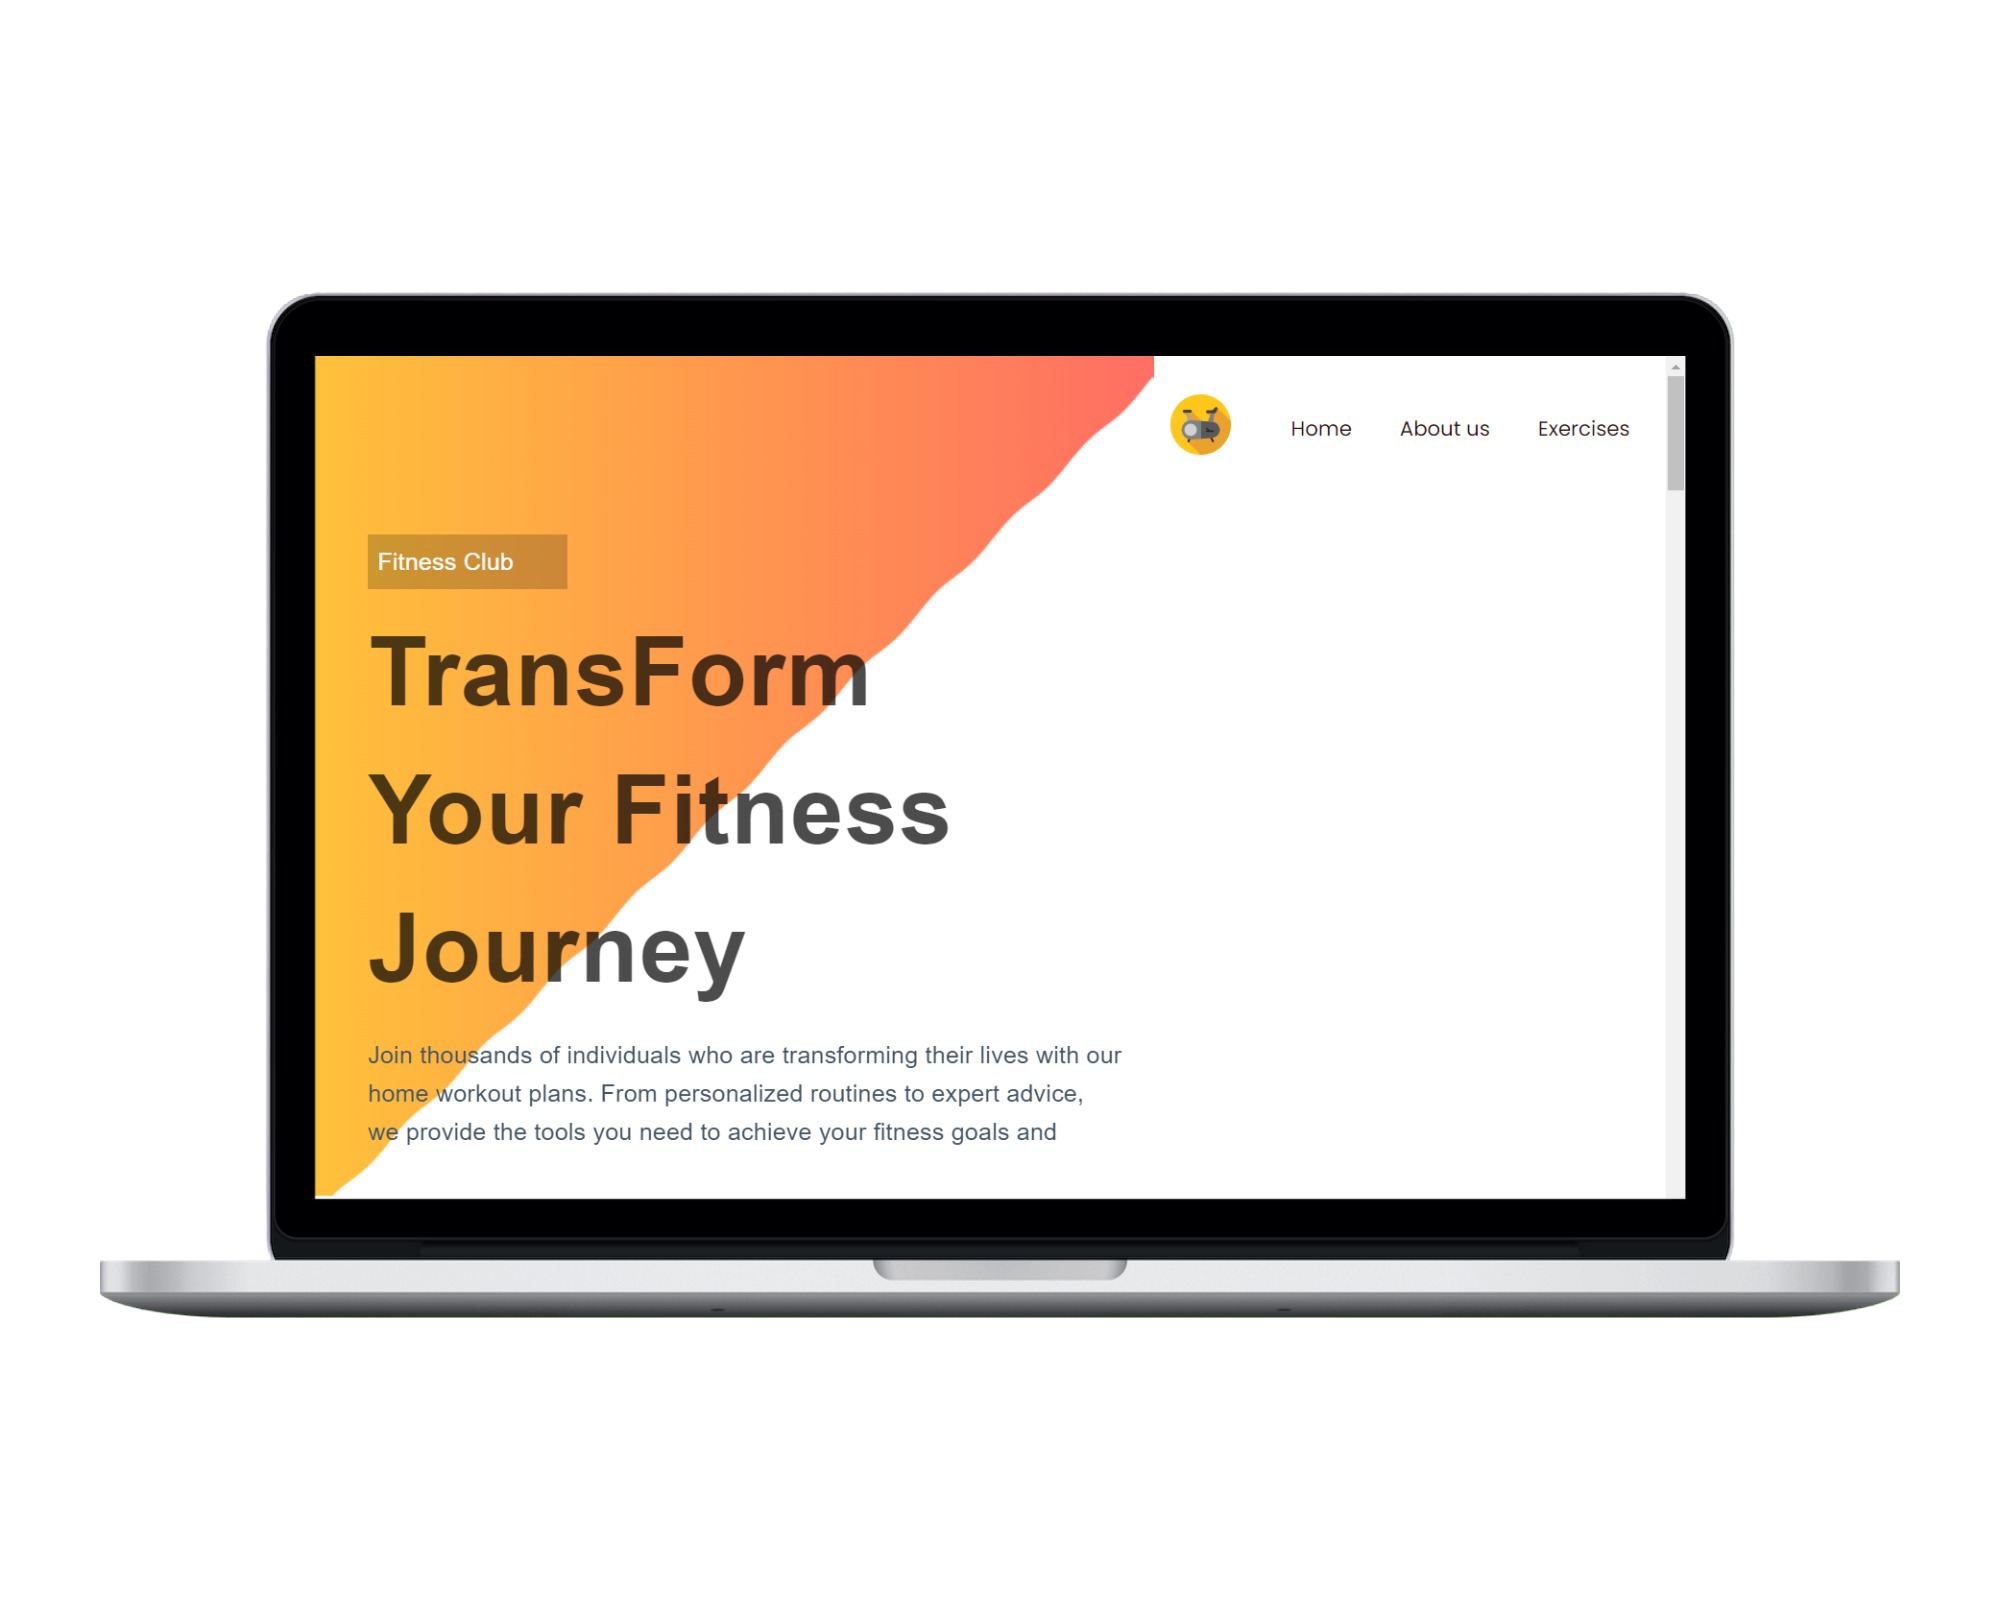 Home About us Exercises
Fitness Club
TransForm
Your Fitness
Journey
Join thousands of individuals who are transforming their lives with our
home workout plans. From personalized routines to expert advice,
we provide the tools you need to achieve your fitness goals and